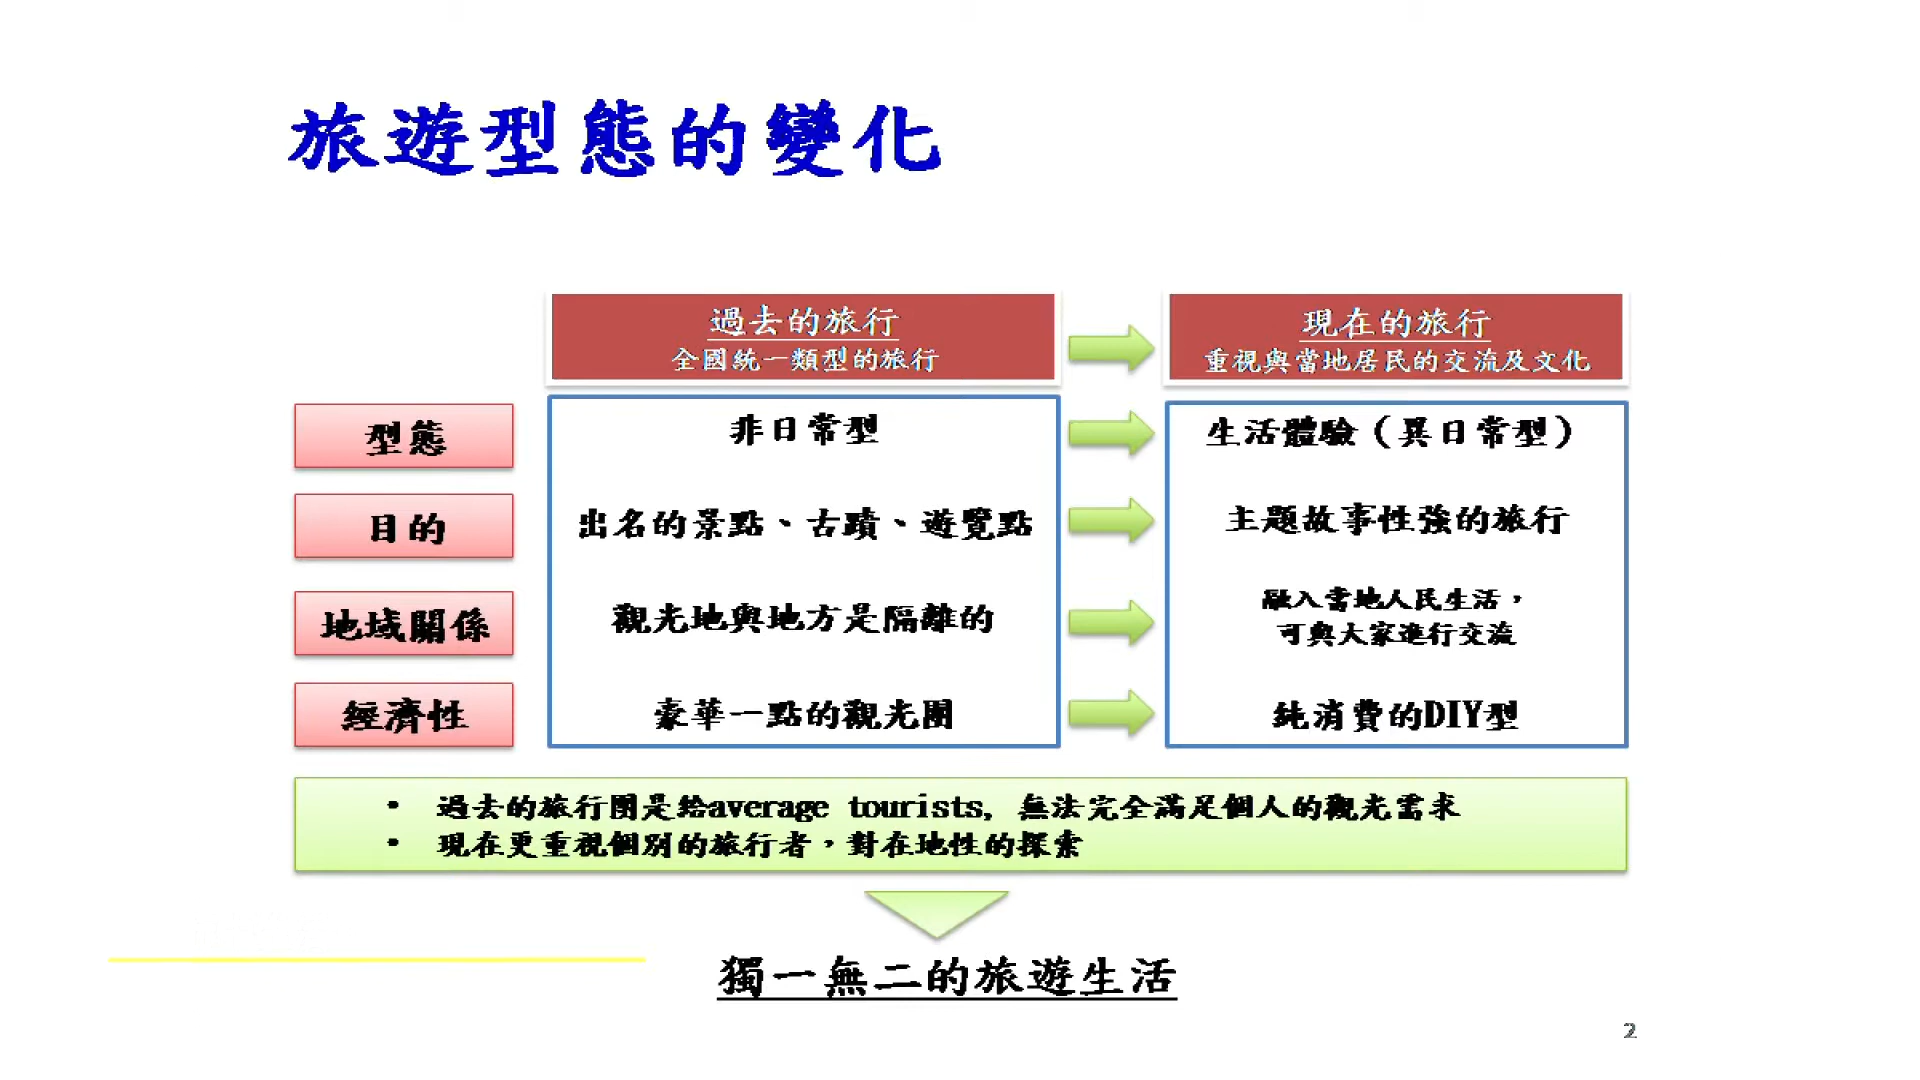 旅遊型態的變化
過去的旅行
全國統一類型的旅行
現在的旅行
重視與當地居民的交流及文化
型態
非日常型
生活體驗（異日常型）
目的
出名的景點、古蹟、遊覽點
主題故事性強的旅行
地域關係
觀光地與地方是隔離的
融入當地人民生活，
可與大家進行交流
經濟性
豪華一點的觀光團
純消費的DIY型
• 過去的旅行團是給average tourists, 無法完全滿足個人的觀光需求
• 現在更重視個別的旅行者，對在地性的探索
獨一無二的旅遊生活
2